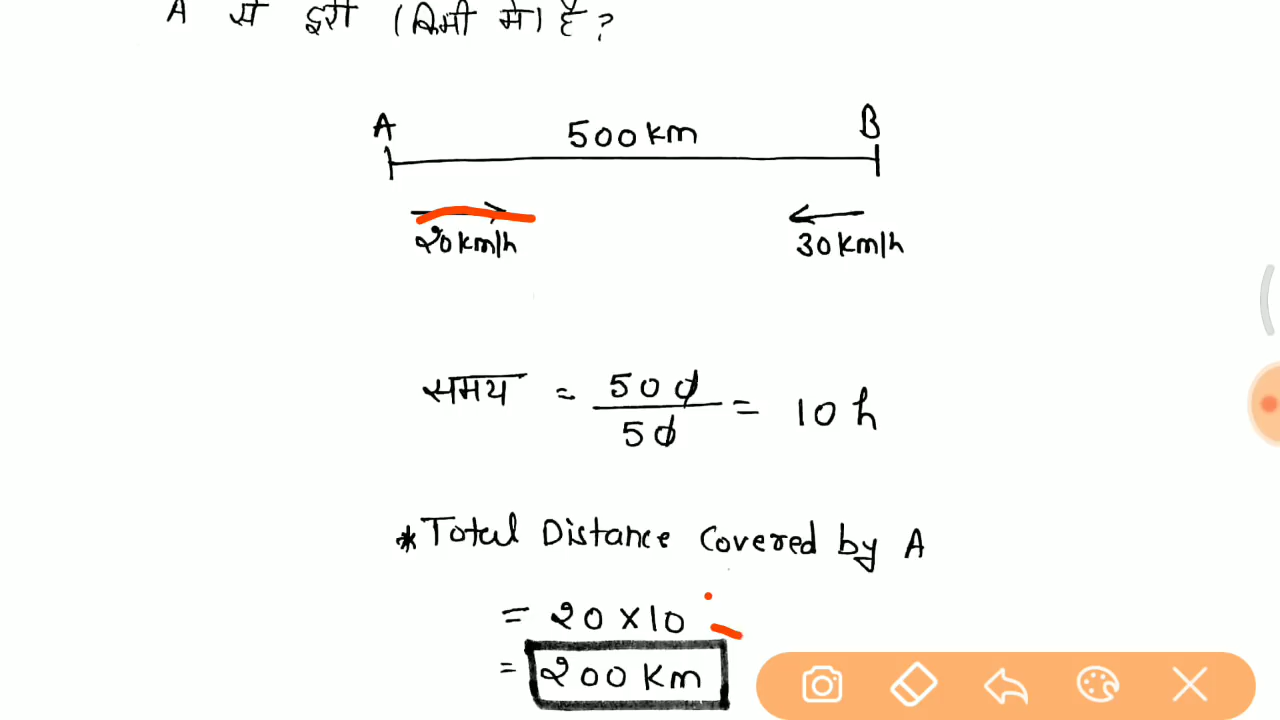 A से दूरी (किमी में) है?
A 500 km B
20 km/h 30 km/h
समय = 500/50 = 10 h
* Total Distance Covered by A
= 20 × 10
= 200 Km